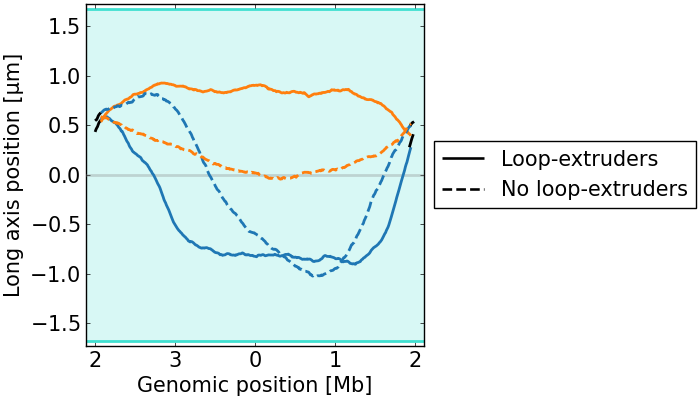 Long axis position [μm]
1.5
1.0
0.5
0.0
−0.5
−1.0
−1.5
2 3 0 1 2
Genomic position [Mb]
Loop-extruders
No loop-extruders